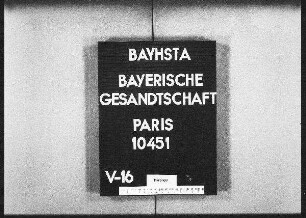 BAYHSTA
BAYERISCHE
GESANDTSCHAFT
PARIS
10451
V-16